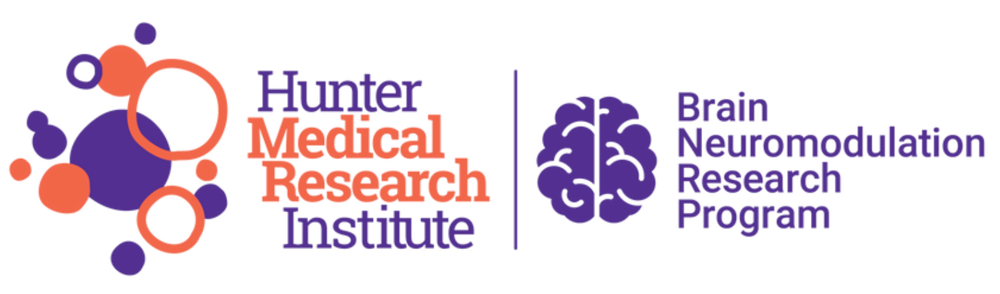 Hunter
Medical
Research
Institute
Brain
Neuromodulation
Research
Program